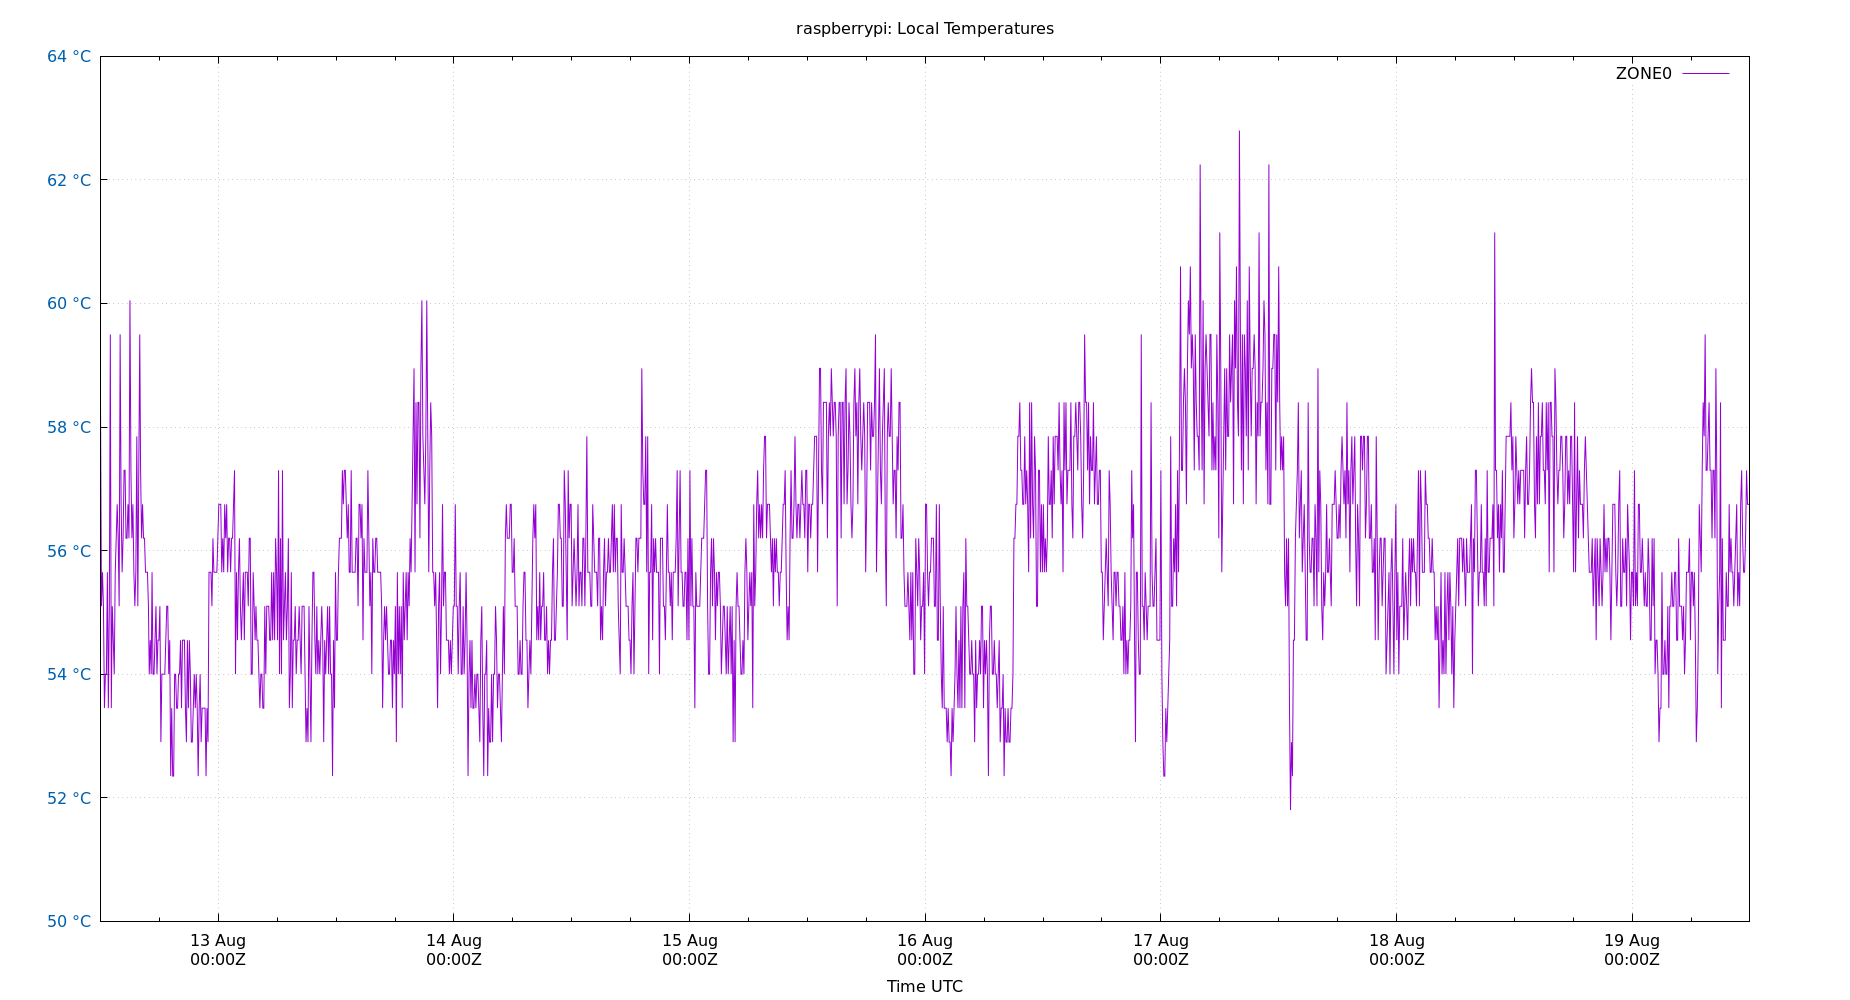 raspberrypi: Local Temperatures
64 °C
ZONE0
62 °C
60 °C
58 °C
56 °C
54 °C
52 °C
50 °C
13 Aug 14 Aug 15 Aug 16 Aug 17 Aug 18 Aug 19 Aug
00:00Z 00:00Z 00:00Z 00:00Z 00:00Z 00:00Z 00:00Z
Time UTC